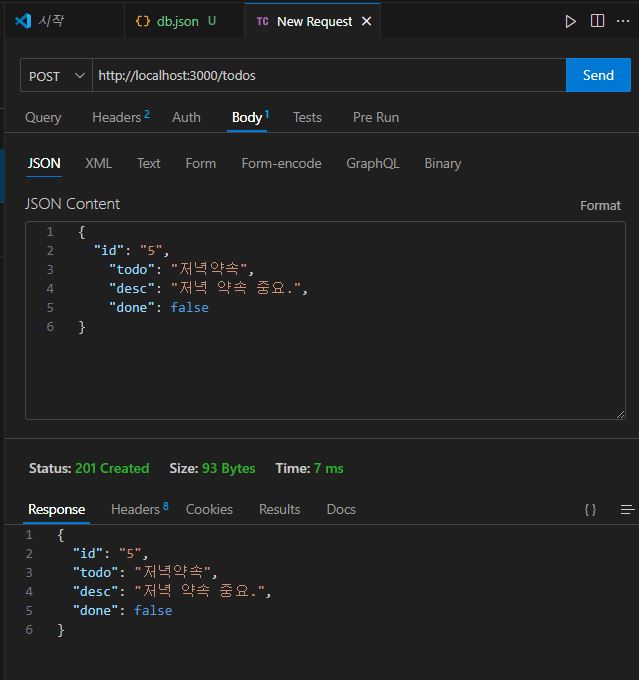 시작
db.json U
TC New Request
POST http://localhost:3000/todos Send
Query Headers 2 Auth Body 1 Tests Pre Run
JSON XML Text Form Form-encode GraphQL Binary
JSON Content Format
1 {
2 "id": "5",
3 "todo": "저녁약속",
4 "desc": "저녁 약속 중요.",
5 "done": false
6 }
Status: 201 Created Size: 93 Bytes Time: 7 ms
Response Headers 8 Cookies Results Docs { }
1 {
2 "id": "5",
3 "todo": "저녁약속",
4 "desc": "저녁 약속 중요.",
5 "done": false
6 }